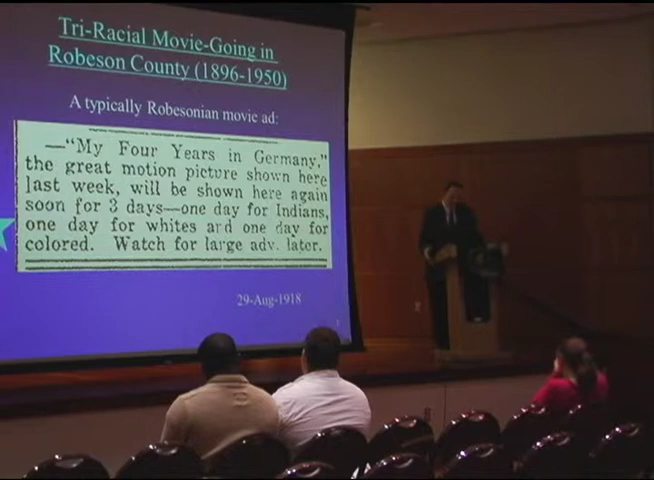 Tri-Racial Movie-Going in
Robeson County (1896-1950)
A typically Robesonian movie ad:
—"My Four Years in Germany,"
the great motion picture shown here
last week, will be shown here again
soon for 3 days—one day for Indians,
one day for whites and one day for
colored. Watch for large adv. later.
29-Aug-1918